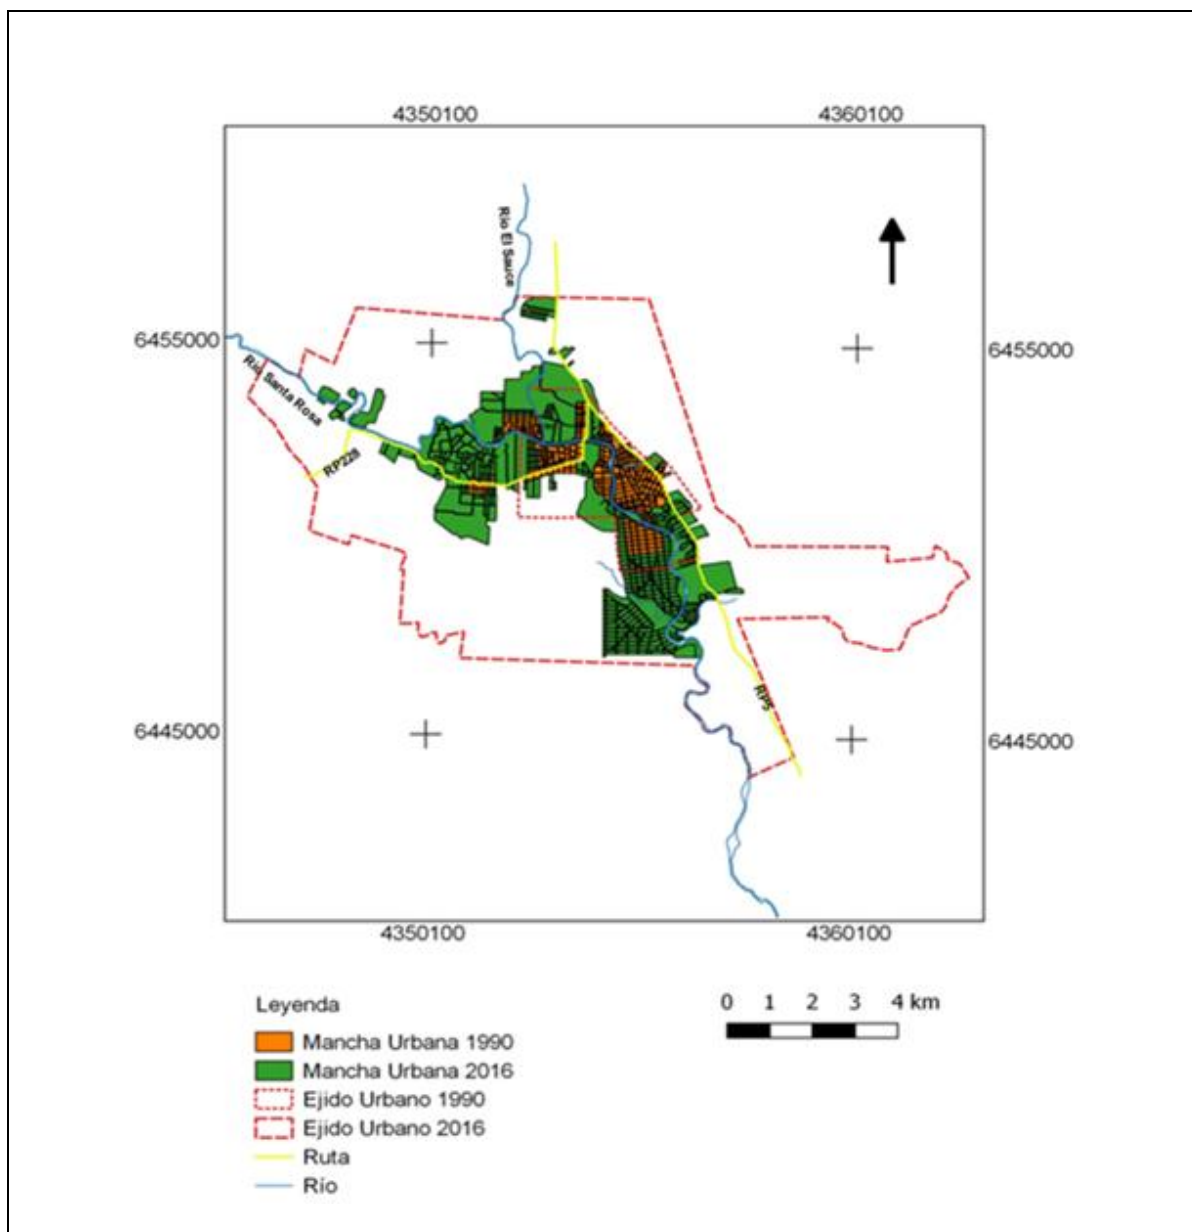 4350100 4360100
Río El Sauce
6455000 6455000
Río Santa Rosa
RP228
RP5
6445000 6445000
4350100 4360100
Leyenda
Mancha Urbana 1990
Mancha Urbana 2016
Ejido Urbano 1990
Ejido Urbano 2016
Ruta
Río
0 1 2 3 4 km